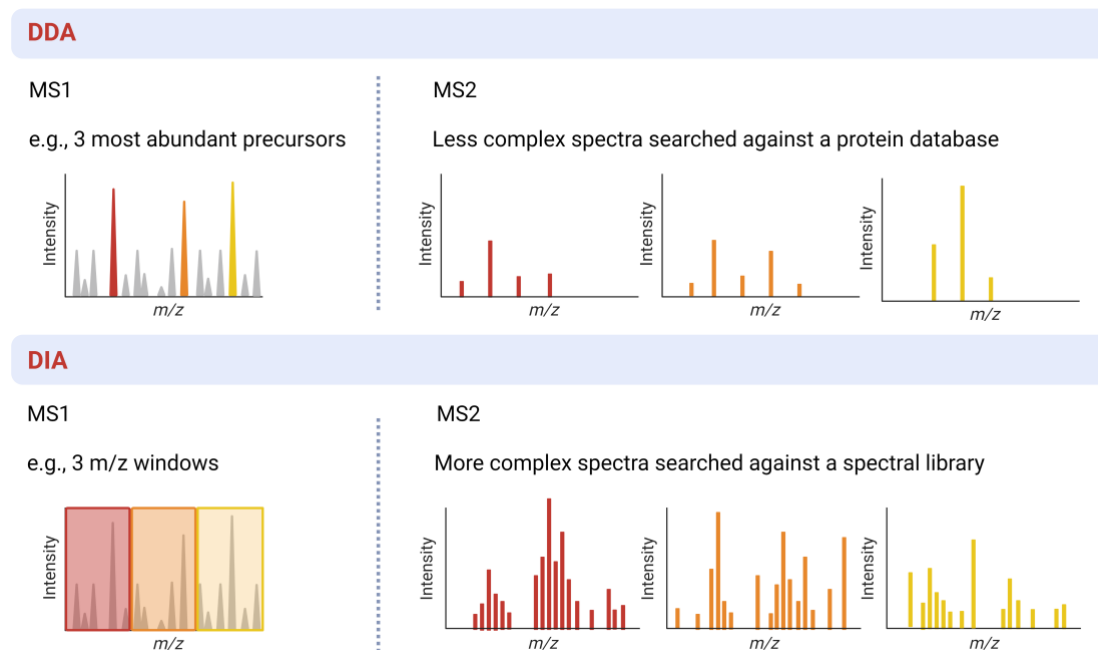 DDA
MS1
MS2
e.g., 3 most abundant precursors
Less complex spectra searched against a protein database
Intensity
m/z
Intensity
m/z
Intensity
m/z
Intensity
m/z
DIA
MS1
MS2
e.g., 3 m/z windows
More complex spectra searched against a spectral library
Intensity
m/z
Intensity
m/z
Intensity
m/z
Intensity
m/z